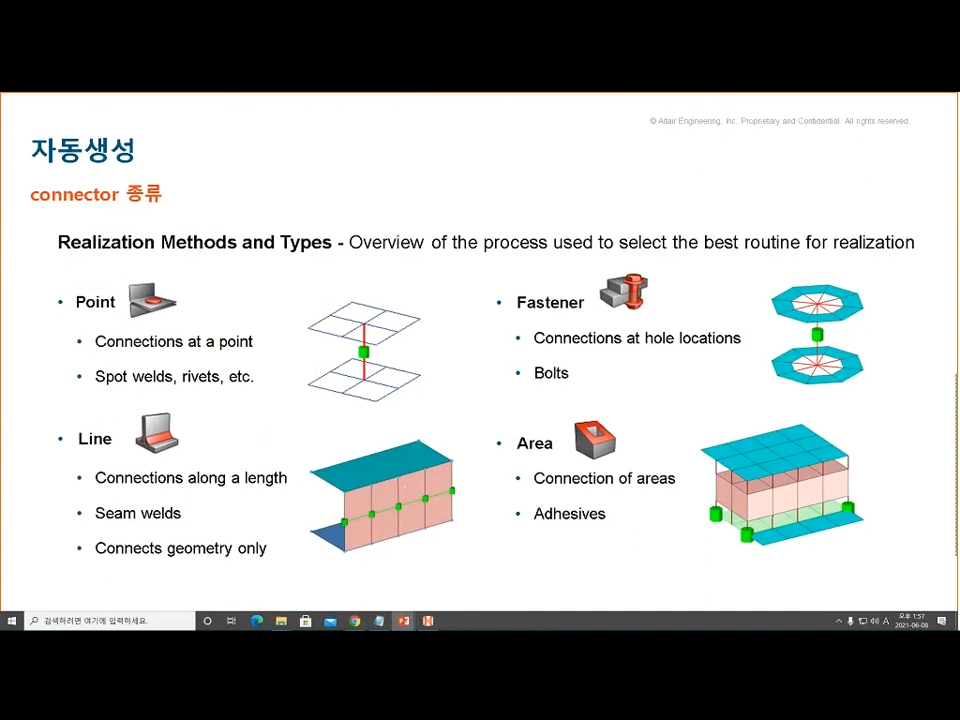 © Altair Engineering, Inc. Proprietary and Confidential. All rights reserved.
자동생성
connector 종류
Realization Methods and Types - Overview of the process used to select the best routine for realization
• Point
• Connections at a point
• Spot welds, rivets, etc.
• Line
• Connections along a length
• Seam welds
• Connects geometry only
• Fastener
• Connections at hole locations
• Bolts
• Area
• Connection of areas
• Adhesives
검색하려면 여기에 입력하세요.
A
오후 1:57
2021-06-08